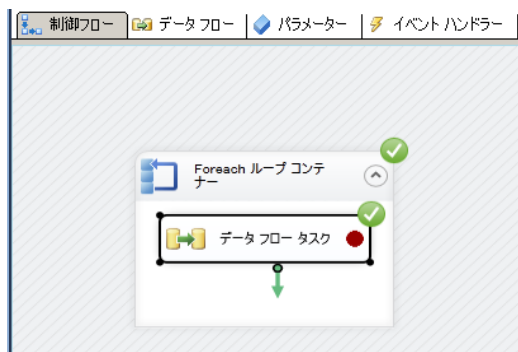 制御フロー
データ フロー
パラメーター
イベント ハンドラー
Foreach ループ コンテ
ナー
データ フロー タスク